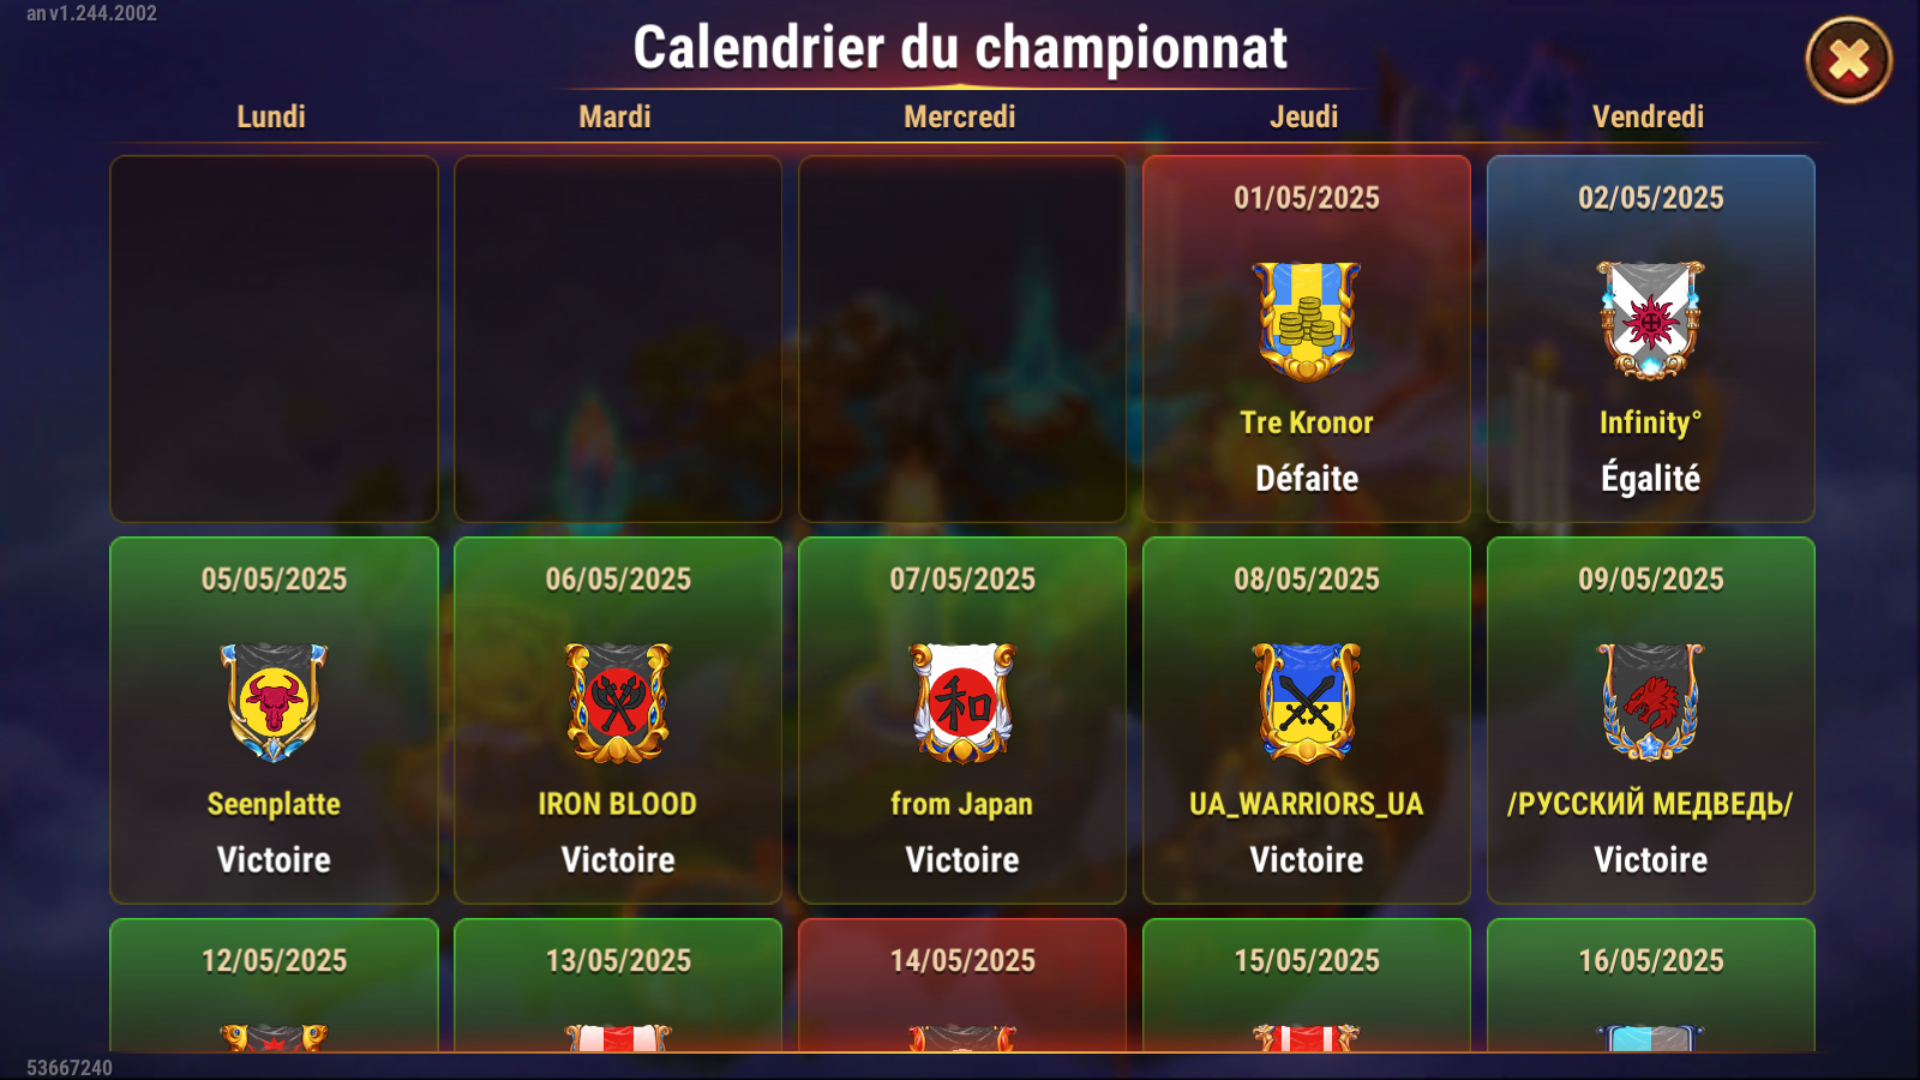 an v1.244.2002
Calendrier du championnat
Lundi Mardi Mercredi Jeudi Vendredi
01/05/2025 02/05/2025
Tre Kronor Infinity°
Défaite Égalité
05/05/2025 06/05/2025 07/05/2025 08/05/2025 09/05/2025
和
Seenplatte IRON BLOOD from Japan UA_WARRIORS_UA /РУССКИЙ МЕДВЕДЬ/
Victoire Victoire Victoire Victoire Victoire
12/05/2025 13/05/2025 14/05/2025 15/05/2025 16/05/2025
53667240